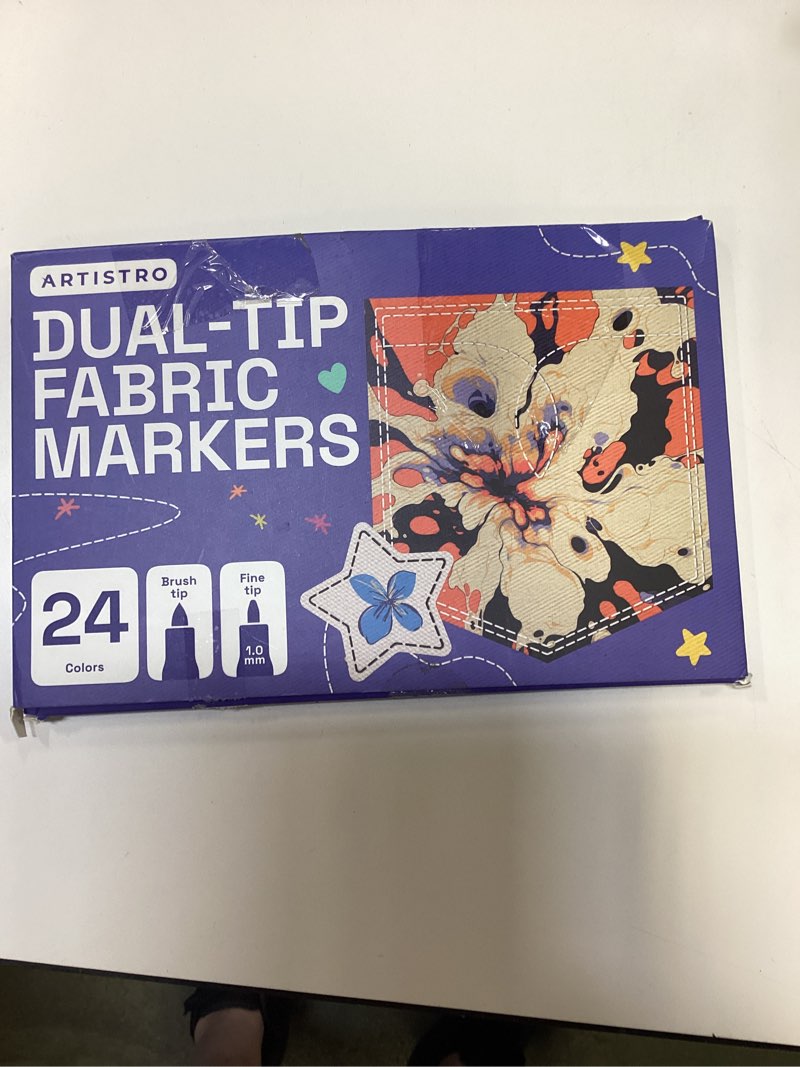 ARTISTRO
DUAL-TIP
FABRIC
MARKERS
24
Colors
Brush
tip
Fine
tip
1.0
mm